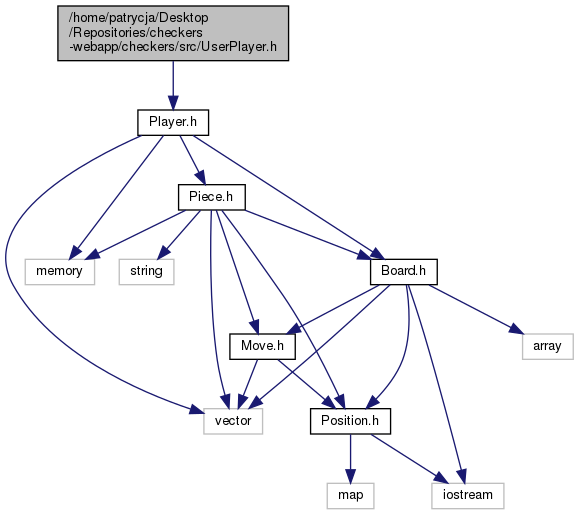 /home/patrycja/Desktop
/Repositories/checkers
-webapp/checkers/src/UserPlayer.h
Player.h
Piece.h
memory
string
Board.h
Move.h
array
vector
Position.h
map
iostream